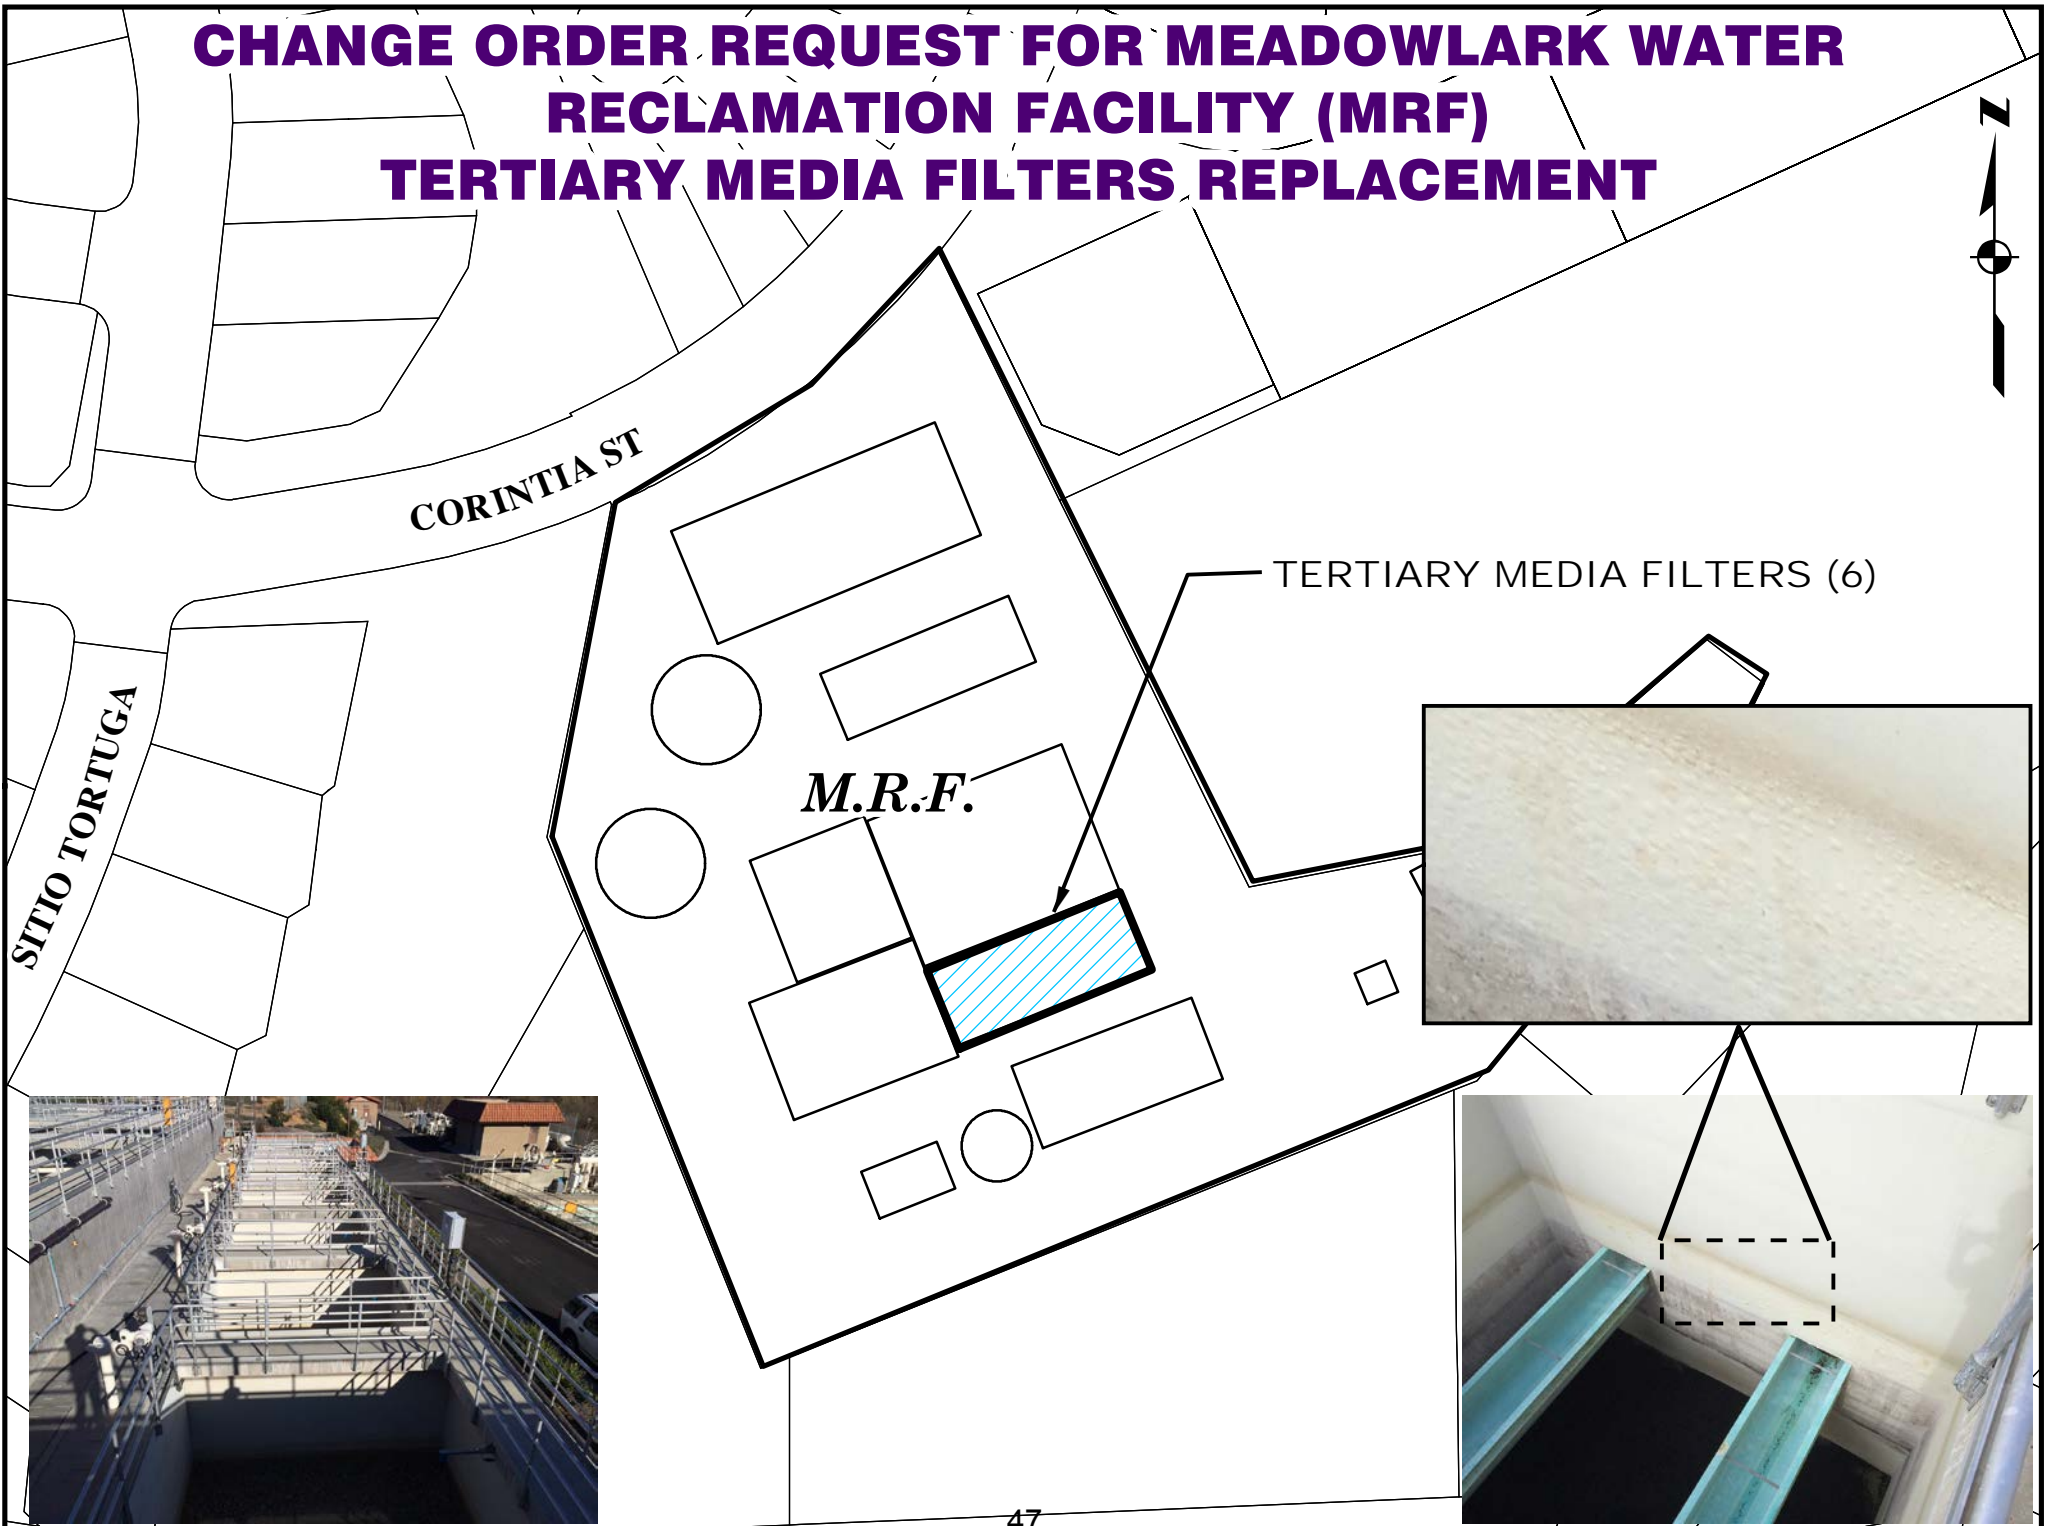 CHANGE ORDER REQUEST FOR MEADOWLARK WATER
RECLAMATION FACILITY (MRF)
TERTIARY MEDIA FILTERS REPLACEMENT
Z
CORINTIA ST
TERTIARY MEDIA FILTERS (6)
SITIO TORTUGA
M.R.F.
47